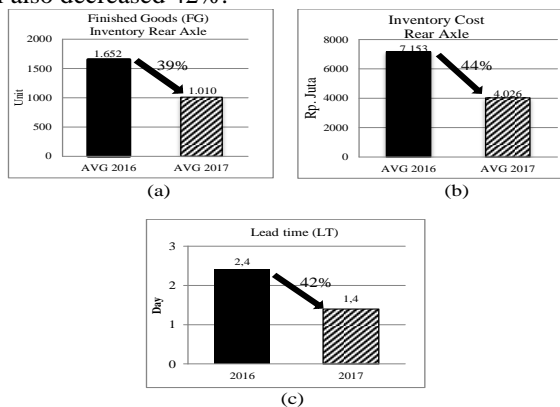 also decreased 42%.
Finished Goods (FG)
Inventory Rear Axle
2000
1500
1000
500
0
Unit
1.652
39%
1.010
AVG 2016
AVG 2017
(a)
Inventory Cost
Rear Axle
8000
6000
4000
2000
0
Rp. Juta
7.153
44%
4.026
AVG 2016
AVG 2017
(b)
Lead time (LT)
3
2
1
0
Day
2,4
42%
1,4
2016
2017
(c)